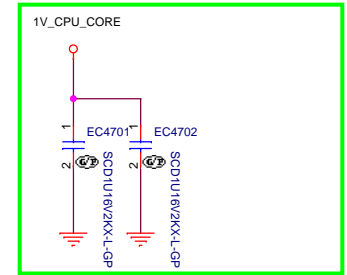 1V_CPU_CORE
1
EC4701
2
G/P
SCD1U16V2KX-L-GP
1
EC4702
2
G/P
SCD1U16V2KX-L-GP